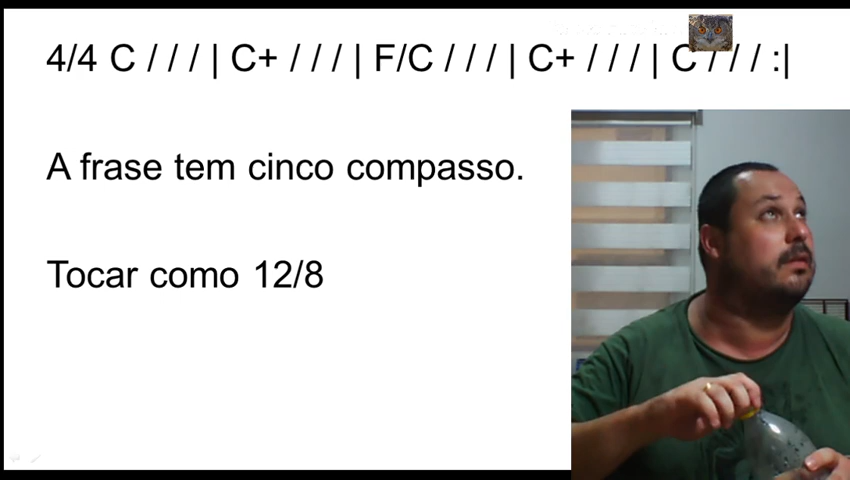 4/4 C / / / | C+ / / / | F/C / / / | C+ / / / | C / / / :|
A frase tem cinco compasso.
Tocar como 12/8